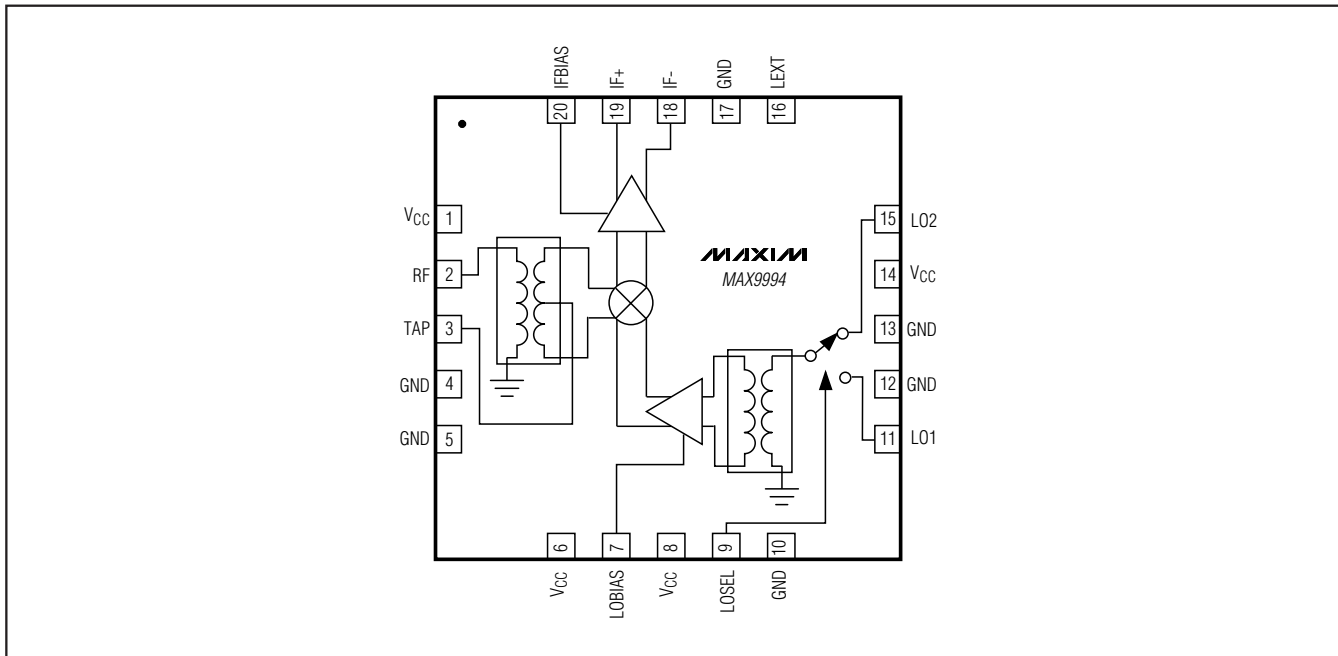 IFBIAS
IF+
IF-
GND
LEXT
20
19
18
17
16
VCC 1
RF 2
TAP 3
GND 4
GND 5
MAXIM
MAX9994
15 LO2
14 VCC
13 GND
12 GND
11 LO1
6
7
8
9
10
VCC
LOBIAS
VCC
LOSEL
GND